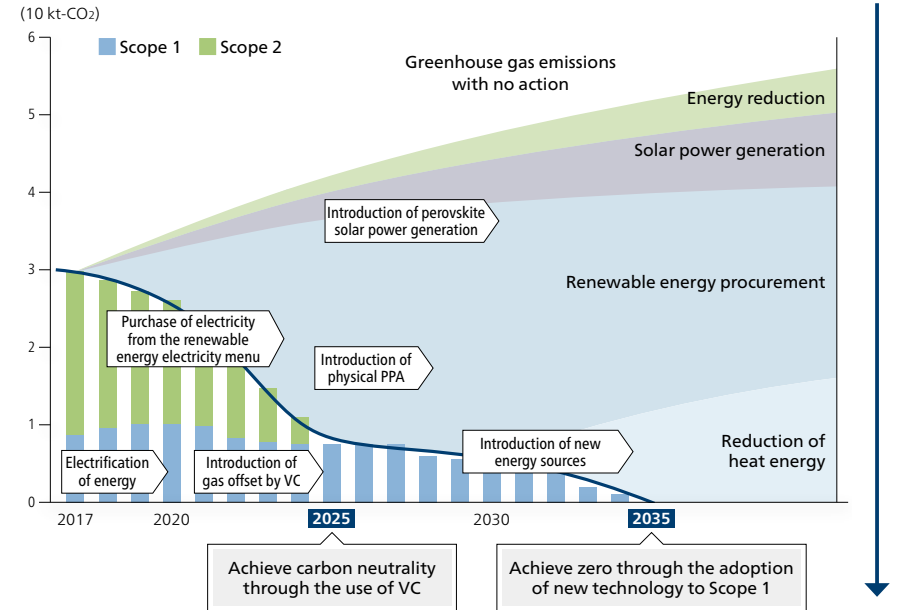 (10 kt-CO2)
6
5
4
3
2
1
0
Scope 1
Scope 2
Greenhouse gas emissions
with no action
Energy reduction
Solar power generation
Introduction of perovskite
solar power generation
Renewable energy procurement
Purchase of electricity
from the renewable
energy electricity menu
Introduction of
physical PPA
Introduction of new
energy sources
Reduction of
heat energy
Electrification
of energy
Introduction of
gas offset by VC
2017
2020
2025
2030
2035
Achieve carbon neutrality
through the use of VC
Achieve zero through the adoption
of new technology to Scope 1